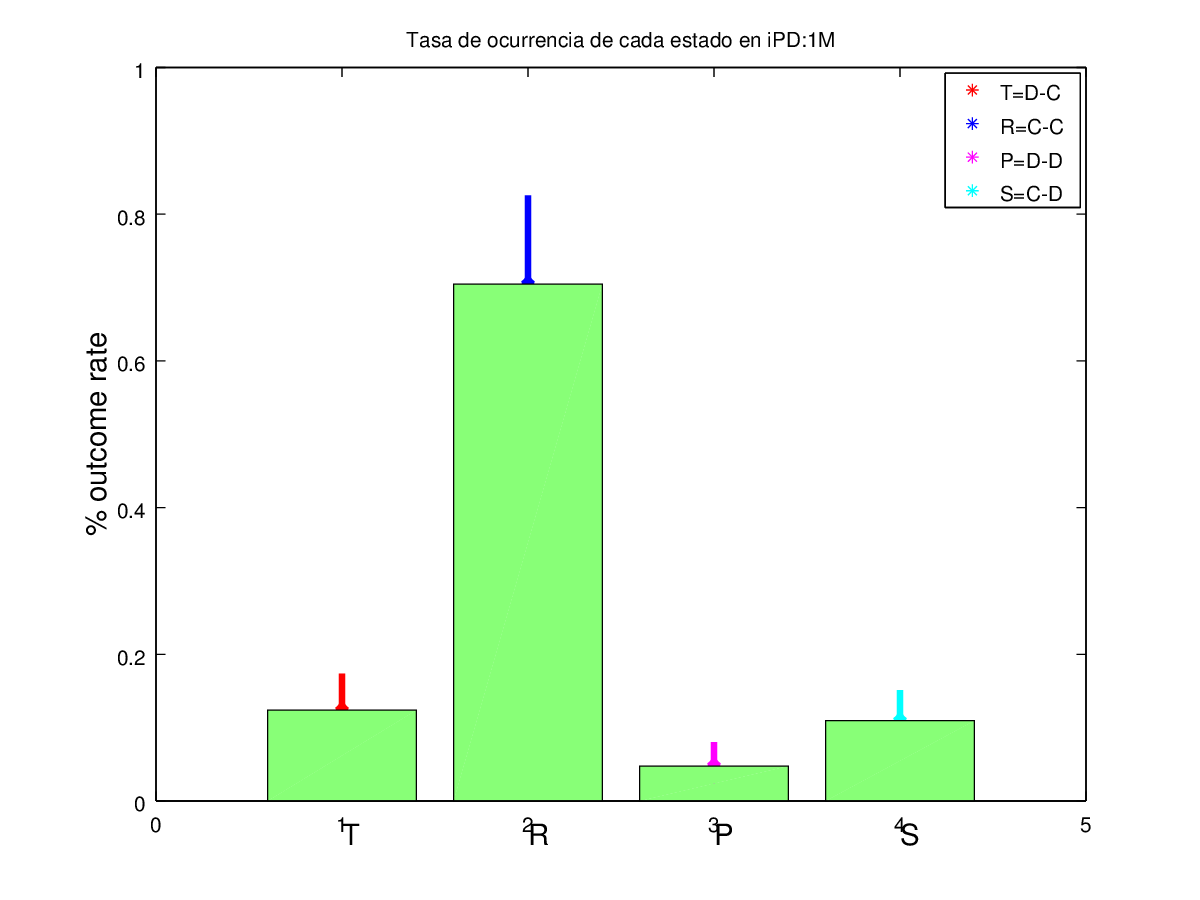 Tasa de ocurrencia de cada estado en iPD:1M
1
0.8
0.6
0.4
0.2
0
% outcome rate
T=D-C
R=C-C
P=D-D
S=C-D
0
1
2
3
4
5
T
R
P
S